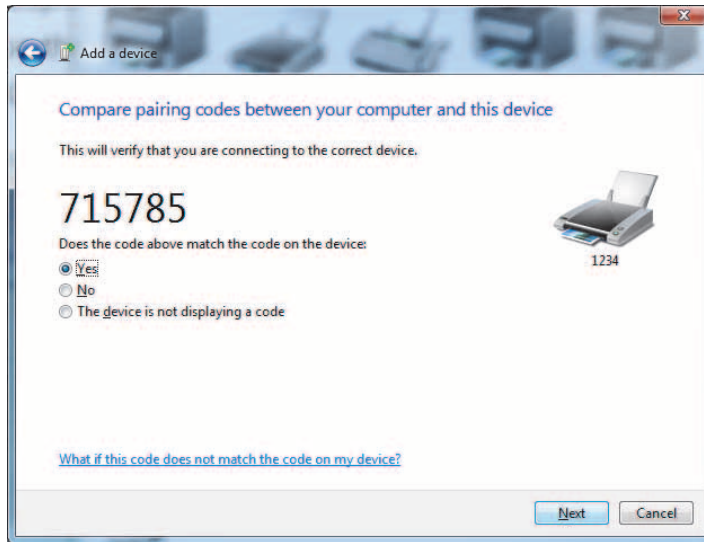 Add a device
Compare pairing codes between your computer and this device
This will verify that you are connecting to the correct device.
715785
Does the code above match the code on the device:
Yes
1234
No
The device is not displaying a code
What if this code does not match the code on my device?
Next Cancel